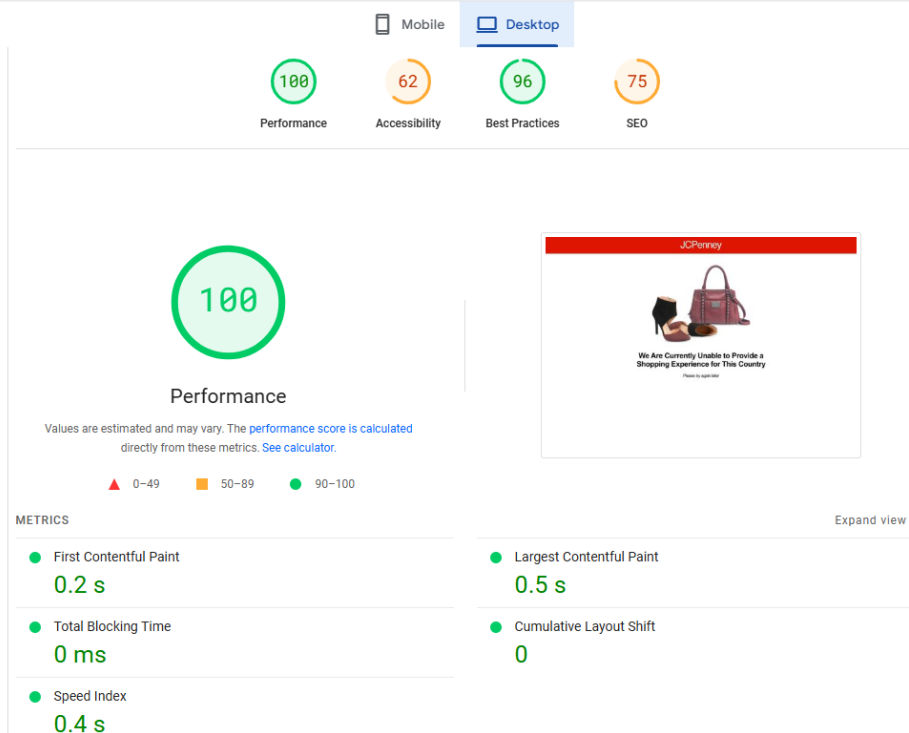 Mobile
Desktop
100
62
96
75
Performance
Accessibility
Best Practices
SEO
100
Performance
Values are estimated and may vary. The performance score is calculated
directly from these metrics. See calculator.
0–49
50–89
90–100
JCPenney
We Are Currently Unable to Provide a
Shopping Experience for This Country
METRICS
Expand view
First Contentful Paint
0.2 s
Largest Contentful Paint
0.5 s
Total Blocking Time
0 ms
Cumulative Layout Shift
0
Speed Index
0.4 s